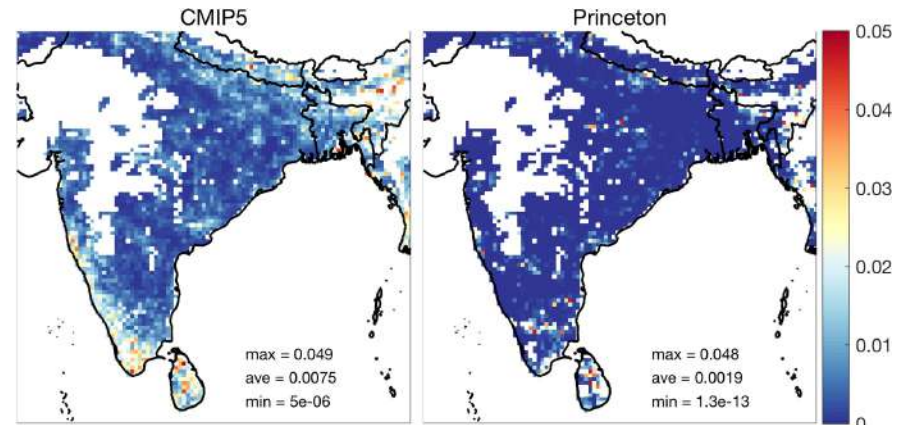 CMIP5
Princeton
max = 0.049
ave = 0.0075
min = 5e-06
max = 0.048
ave = 0.0019
min = 1.3e-13
0.05
0.04
0.03
0.02
0.01
0